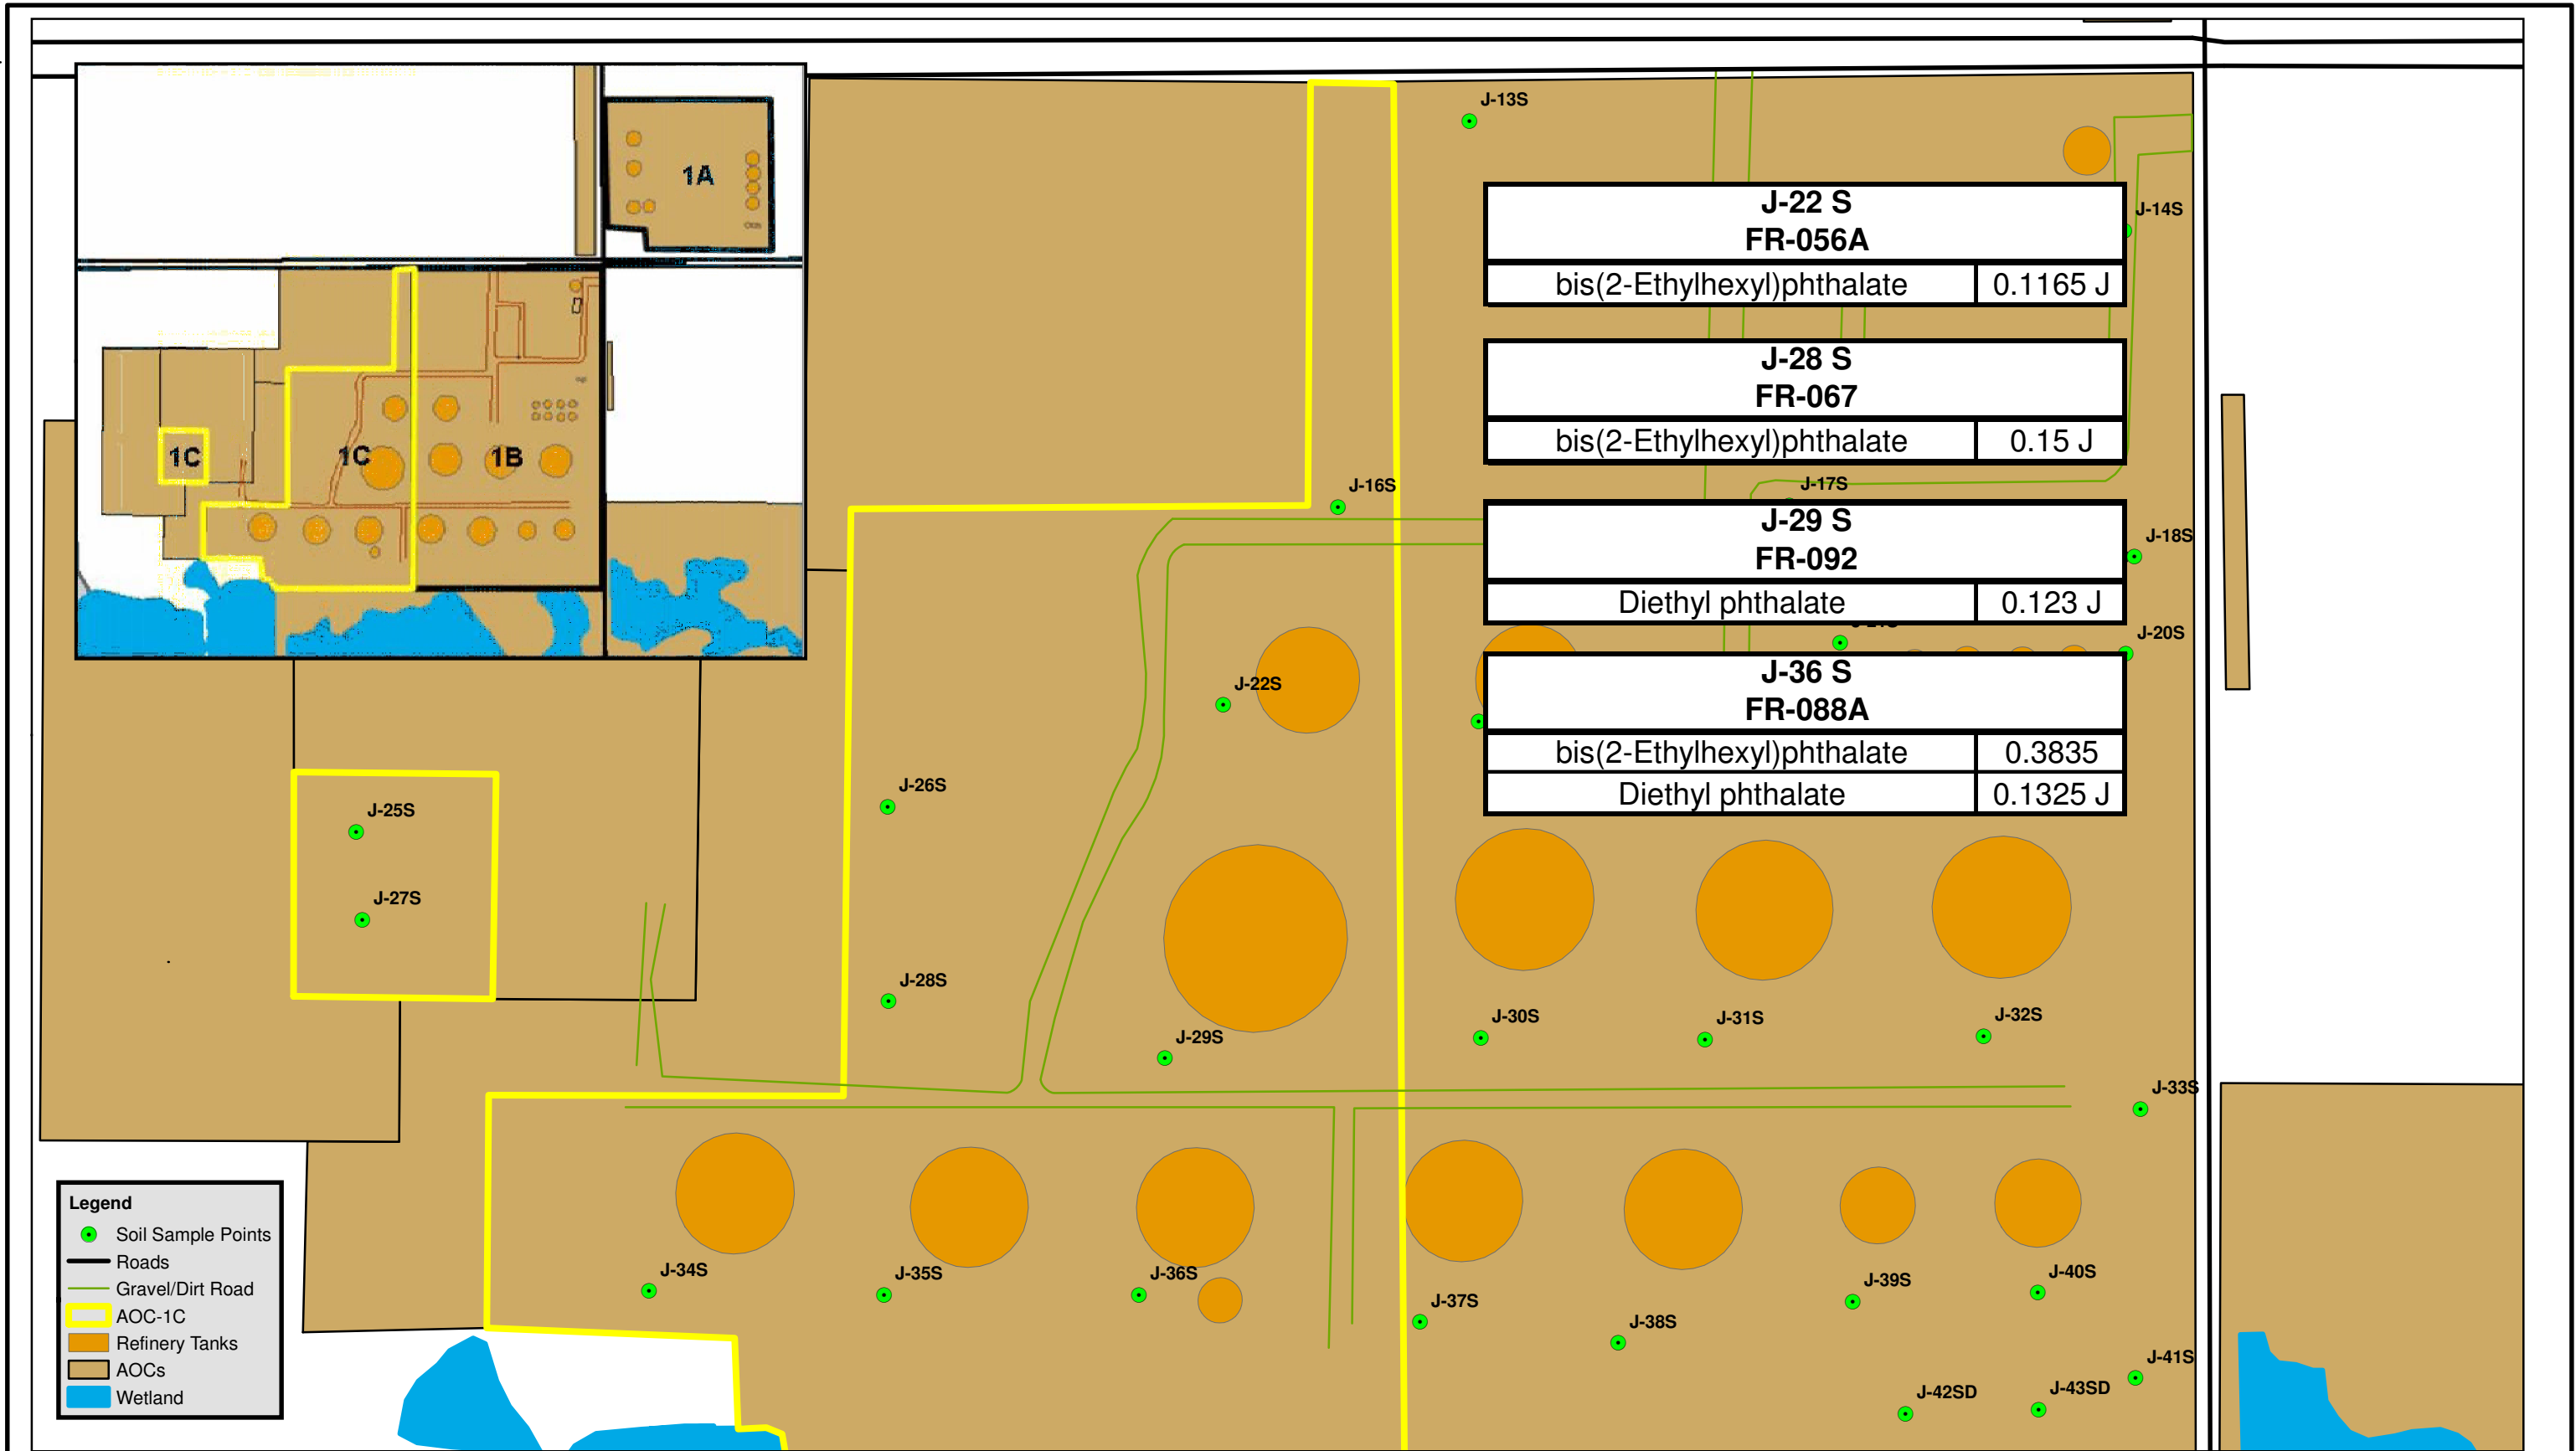 1A
1C
1C
1B
J-13S
J-14S
J-22 S
FR-056A
bis(2-Ethylhexyl)phthalate 0.1165 J
J-28 S
FR-067
bis(2-Ethylhexyl)phthalate 0.15 J
J-16S
J-17S
J-29 S
FR-092
Diethyl phthalate 0.123 J
J-18S
J-20S
J-36 S
FR-088A
bis(2-Ethylhexyl)phthalate 0.3835
Diethyl phthalate 0.1325 J
J-22S
J-26S
J-25S
J-27S
J-28S
J-29S
J-30S
J-31S
J-32S
J-33S
J-34S
J-35S
J-36S
J-37S
J-38S
J-39S
J-40S
J-41S
J-42SD
J-43SD
Legend
Soil Sample Points
Roads
Gravel/Dirt Road
AOC-1C
Refinery Tanks
AOCs
Wetland